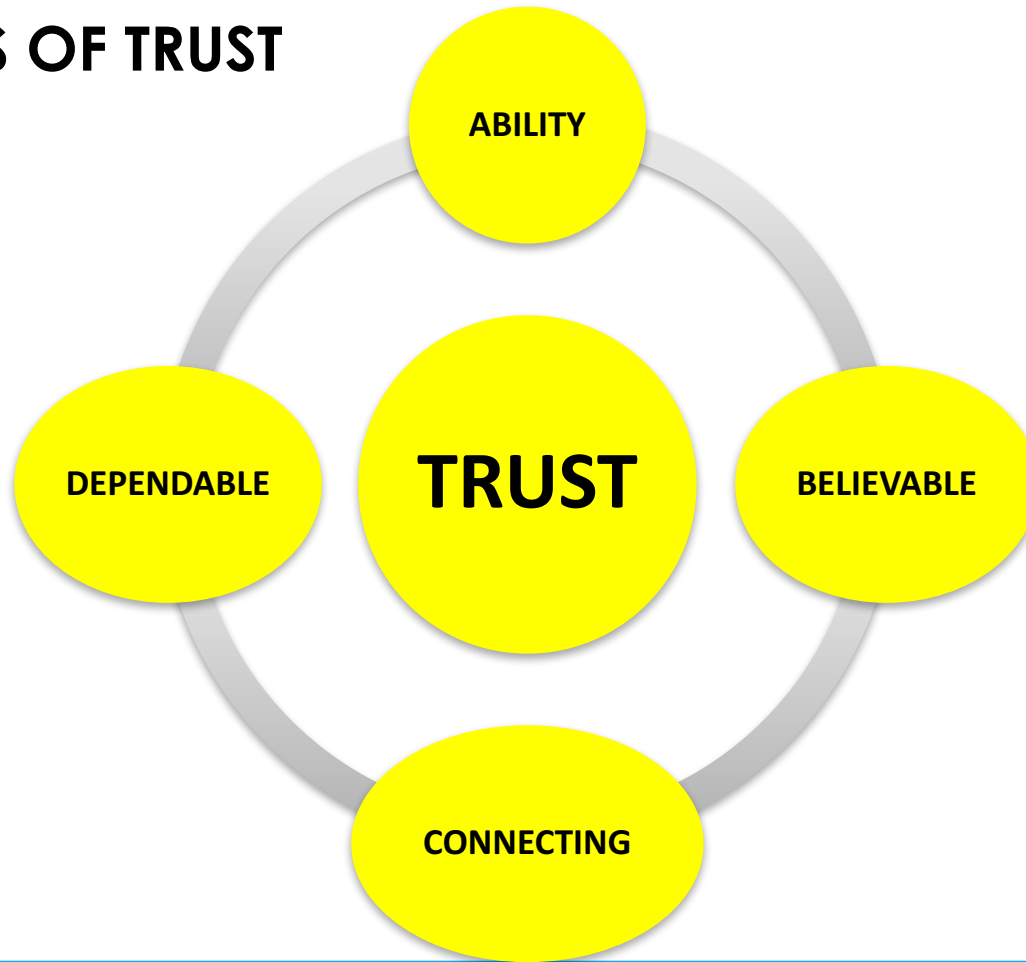 S OF TRUST
ABILITY
DEPENDABLE
TRUST
BELIEVABLE
CONNECTING